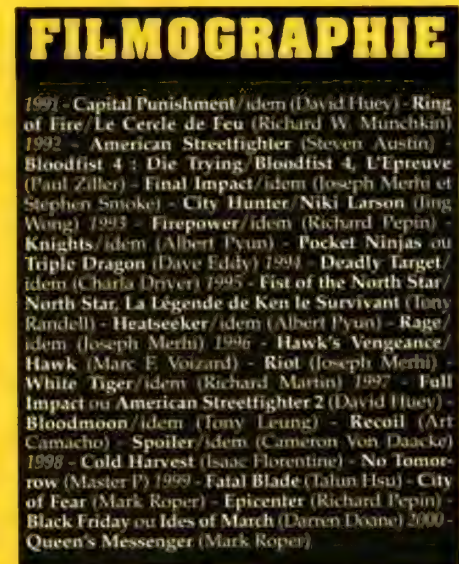 FILMOGRAPHIE
1991 - Capital Punishment/idem (David Huey) - Ring
of Fire/Le Cercle de Feu (Richard W. Munchkin)
1992 - American Streetfighter (Steven Austin) -
Bloodfist 4 : Die Trying/Bloodfist 4, L'Epreuve
(Paul Ziller) - Final Impact/idem (Joseph Merhi et
Stephen Smoke) - City Hunter/Niki Larson (Jing
Wong) 1993 - Firepower/idem (Richard Pepin) -
Knights/idem (Albert Pyun) - Pocket Ninjas ou
Triple Dragon (Dave Eddy) 1994 - Deadly Target/
idem (Charla Driver) 1995 - Fist of the North Star/
North Star, La Légende de Ken le Survivant (Tony
Randell) - Heatseeker/idem (Albert Pyun) - Rage/
idem (Joseph Merhi) 1996 - Hawk's Vengeance/
Hawk (Marc F. Voizard) - Riot (Joseph Merhi) -
White Tiger/idem (Richard Martin) 1997 - Full
Impact ou American Streetfighter 2 (David Huey) -
Bloodmoon/idem (Tony Leung) - Recoil (Art
Camacho) - Spoiler/idem (Cameron Von Daacke)
1998 - Cold Harvest (Isaac Florentine) - No Tomor-
row (Master P) 1999 - Fatal Blade (Talun Hsu) - City
of Fear (Mark Roper) - Epicenter (Richard Pepin) -
Black Friday ou Ides of March (Darren Doane) 2000 -
Queen's Messenger (Mark Roper)